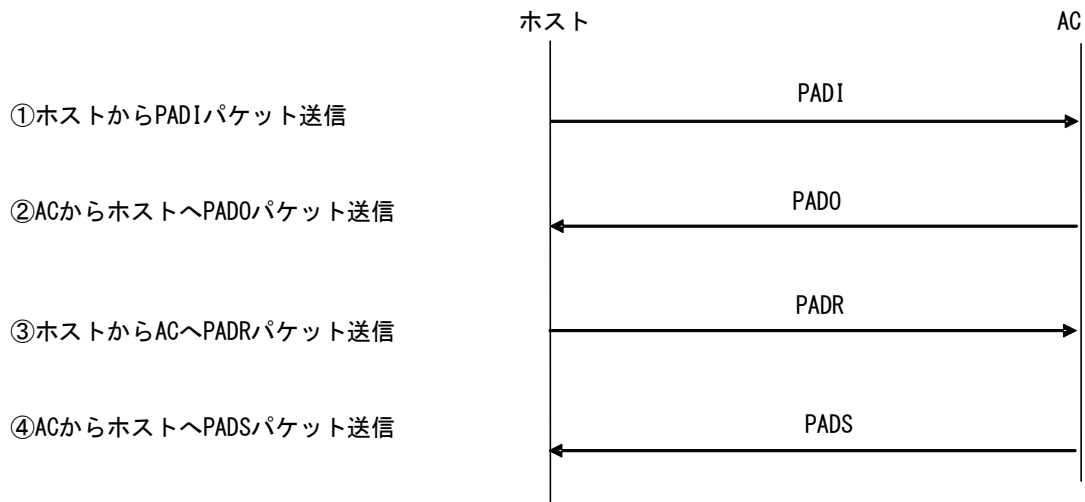 ホスト
AC
①ホストからPADIパケット送信
PADI
②ACからホストへPADOパケット送信
PADO
③ホストからACへPADRパケット送信
PADR
④ACからホストへPADSパケット送信
PADS